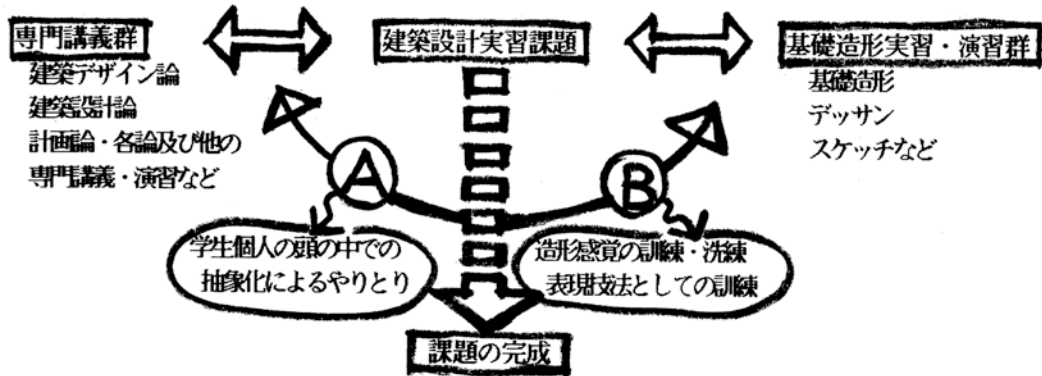 専門講義群
建築デザイン論
建築設計論
計画論・各論及び他の
専門講義・演習など
建築設計実習課題
基礎造形実習・演習群
基礎造形
デッサン
スケッチなど
A
B
学生個人の頭の中での
抽象化によるやりとり
造形感覚の訓練・洗練
表現技法としての訓練
課題の完成